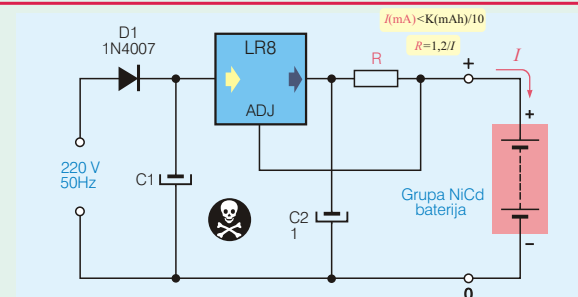 I(mA)<K(mAh)/10
R=1,2/I
D1
1N4007
LR8
ADJ
R
+
I
+
220 V
50Hz
C1
C2
1
Grupa NiCd
baterija
–
0